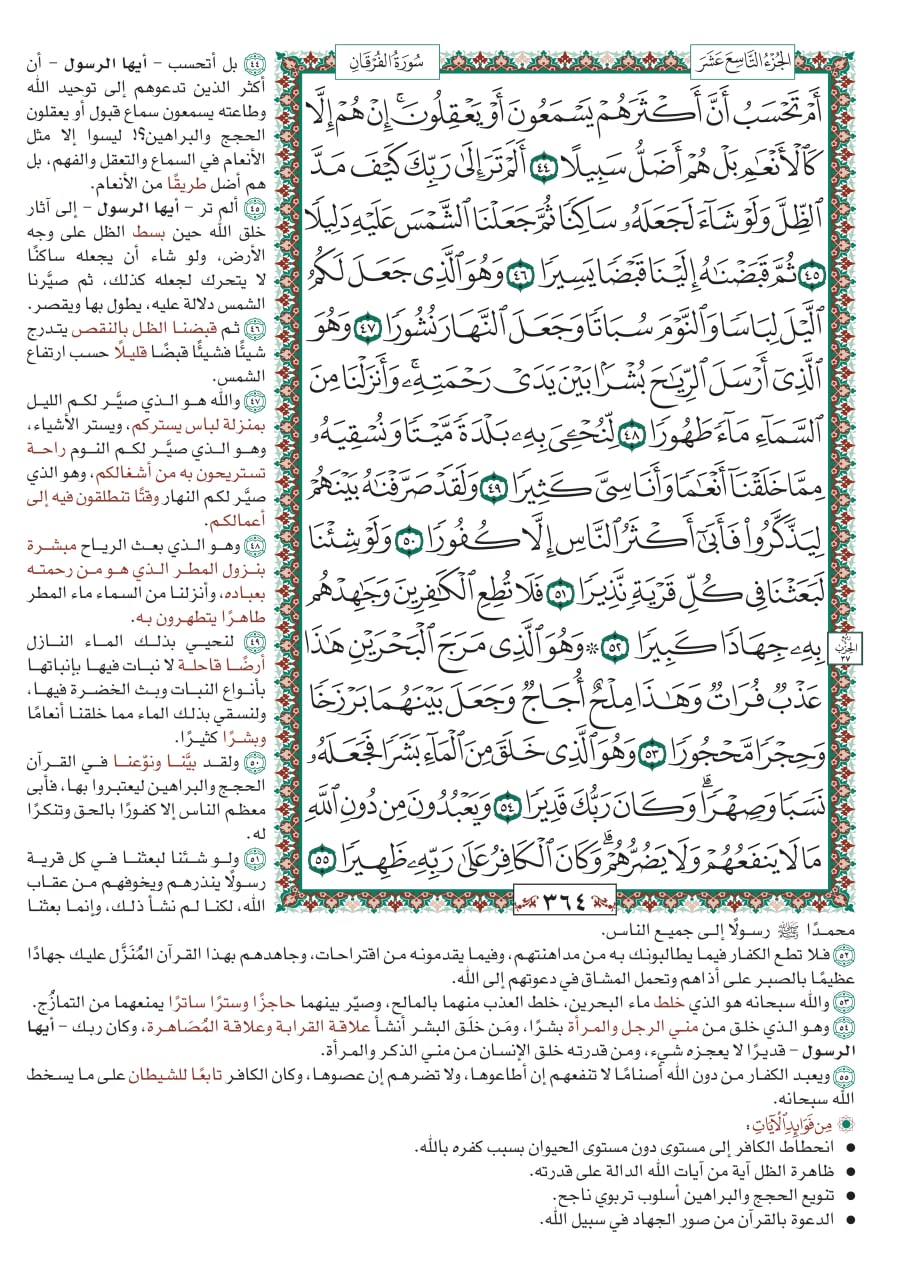 الجزء التاسع عشر
سورة الفرقان
أَمْ تَحْسَبُ أَنَّ أَكْثَرَهُمْ يَسْمَعُونَ أَوْ يَعْقِلُونَ ۚ إِنْ هُمْ إِلَّا
كَالْأَنْعَٰمِ بَلْ هُمْ أَضَلُّ سَبِيلًا ٤٤ أَلَمْ تَرَ إِلَىٰ رَبِّكَ كَيْفَ مَدَّ
الظِّلَّ وَلَوْ شَآءَ لَجَعَلَهُۥ سَاكِنًا ثُمَّ جَعَلْنَا الشَّمْسَ عَلَيْهِ دَلِيلًا
٤٥ ثُمَّ قَبَضْنَٰهُ إِلَيْنَا قَبْضًا يَسِيرًا ٤٦ وَهُوَ الَّذِى جَعَلَ لَكُمُ
الَّيْلَ لِبَاسًا وَالنَّوْمَ سُبَاتًا وَجَعَلَ النَّهَارَ نُشُورًا ٤٧ وَهُوَ
الَّذِىٓ أَرْسَلَ الرِّيَٰحَ بُشْرًۢا بَيْنَ يَدَىْ رَحْمَتِهِۦ ۚ وَأَنزَلْنَا مِنَ
السَّمَآءِ مَآءً طَهُورًا ٤٨ لِّنُحْۦِىَ بِهِۦ بَلْدَةً مَّيْتًا وَنُسْقِيَهُۥ
مِمَّا خَلَقْنَآ أَنْعَٰمًا وَأَنَاسِىَّ كَثِيرًا ٤٩ وَلَقَدْ صَرَّفْنَٰهُ بَيْنَهُمْ
لِيَذَّكَّرُوا۟ فَأَبَىٰٓ أَكْثَرُ النَّاسِ إِلَّا كُفُورًا ٥٠ وَلَوْ شِئْنَا
لَبَعَثْنَا فِى كُلِّ قَرْيَةٍ نَّذِيرًا ٥١ فَلَا تُطِعِ الْكَٰفِرِينَ وَجَٰهِدْهُم
بِهِۦ جِهَادًا كَبِيرًا ٥٢ ۞ وَهُوَ الَّذِى مَرَجَ الْبَحْرَيْنِ هَٰذَا
عَذْبٌ فُرَاتٌ وَهَٰذَا مِلْحٌ أُجَاجٌ وَجَعَلَ بَيْنَهُمَا بَرْزَخًا
وَحِجْرًا مَّحْجُورًا ٥٣ وَهُوَ الَّذِى خَلَقَ مِنَ الْمَآءِ بَشَرًا فَجَعَلَهُۥ
نَسَبًا وَصِهْرًا ۗ وَكَانَ رَبُّكَ قَدِيرًا ٥٤ وَيَعْبُدُونَ مِن دُونِ اللَّهِ
مَا لَا يَنفَعُهُمْ وَلَا يَضُرُّهُمْ ۗ وَكَانَ الْكَافِرُ عَلَىٰ رَبِّهِۦ ظَهِيرًا ٥٥
٣٦٤
ربع
الحزب
٣٧
٤٤ بل أتحسب - أيها الرسول - أن
أكثر الذين تدعوهم إلى توحيد الله
وطاعته يسمعون سماع قبول أو يعقلون
الحجج والبراهين؟! ليسوا إلا مثل
الأنعام في السماع والتعقل والفهم، بل
هم أضل طريقًا من الأنعام.
٤٥ ألم تر - أيها الرسول - إلى آثار
خلق الله حين بسط الظل على وجه
الأرض، ولو شاء أن يجعله ساكنًا
لا يتحرك لجعله كذلك، ثم صيَّرنا
الشمس دلالة عليه، يطول بها ويقصر.
٤٦ ثم قبضنا الظل بالنقص يتدرج
شيئًا فشيئًا قبضًا قليلًا حسب ارتفاع
الشمس.
٤٧ والله هو الذي صيَّر لكم الليل
بمنزلة لباس يستركم، ويستر الأشياء،
وهو الذي صيَّر لكم النوم راحة
تستريحون به من أشغالكم، وهو الذي
صيَّر لكم النهار وقتًا تنطلقون فيه إلى
أعمالكم.
٤٨ وهو الذي بعث الرياح مبشرة
بنزول المطر الذي هو من رحمته
بعباده، وأنزلنا من السماء ماء المطر
طاهرًا يتطهرون به.
٤٩ لنحيي بذلك الماء النازل
أرضًا قاحلة لا نبات فيها بإنباتها
بأنواع النبات وبث الخضرة فيها،
ولنسقي بذلك الماء مما خلقنا أنعامًا
وبشرًا كثيرًا.
٥٠ ولقد بيَّنا ونوّعنا في القرآن
الحجج والبراهين ليعتبروا بها، فأبى
معظم الناس إلا كفورًا بالحق وتنكرًا
له.
٥١ ولو شئنا لبعثنا في كل قرية
رسولًا ينذرهم ويخوفهم من عقاب
الله، لكنا لم نشأ ذلك، وإنما بعثنا
محمدًا ﷺ رسولًا إلى جميع الناس.
٥٢ فلا تطع الكفار فيما يطالبونك به من مداهنتهم، وفيما يقدمونه من اقتراحات، وجاهدهم بهذا القرآن المُنَزَّل عليك جهادًا
عظيمًا بالصبر على أذاهم وتحمل المشاق في دعوتهم إلى الله.
٥٣ والله سبحانه هو الذي خلط ماء البحرين، خلط العذب منهما بالمالح، وصيّر بينهما حاجزًا وسترًا ساترًا يمنعهما من التمازُج.
٥٤ وهو الذي خلق من مني الرجل والمرأة بشرًا، ومَن خلَق البشر أنشأ علاقة القرابة وعلاقة المُصَاهرة، وكان ربك - أيها
الرسول - قديرًا لا يعجزه شيء، ومن قدرته خلق الإنسان من مني الذكر والمرأة.
٥٥ ويعبد الكفار من دون الله أصنامًا لا تنفعهم إن أطاعوها، ولا تضرهم إن عصوها، وكان الكافر تابعًا للشيطان على ما يسخط
الله سبحانه.
من فوائد الآيات:
• انحطاط الكافر إلى مستوى دون مستوى الحيوان بسبب كفره بالله.
• ظاهرة الظل آية من آيات الله الدالة على قدرته.
• تنويع الحجج والبراهين أسلوب تربوي ناجح.
• الدعوة بالقرآن من صور الجهاد في سبيل الله.